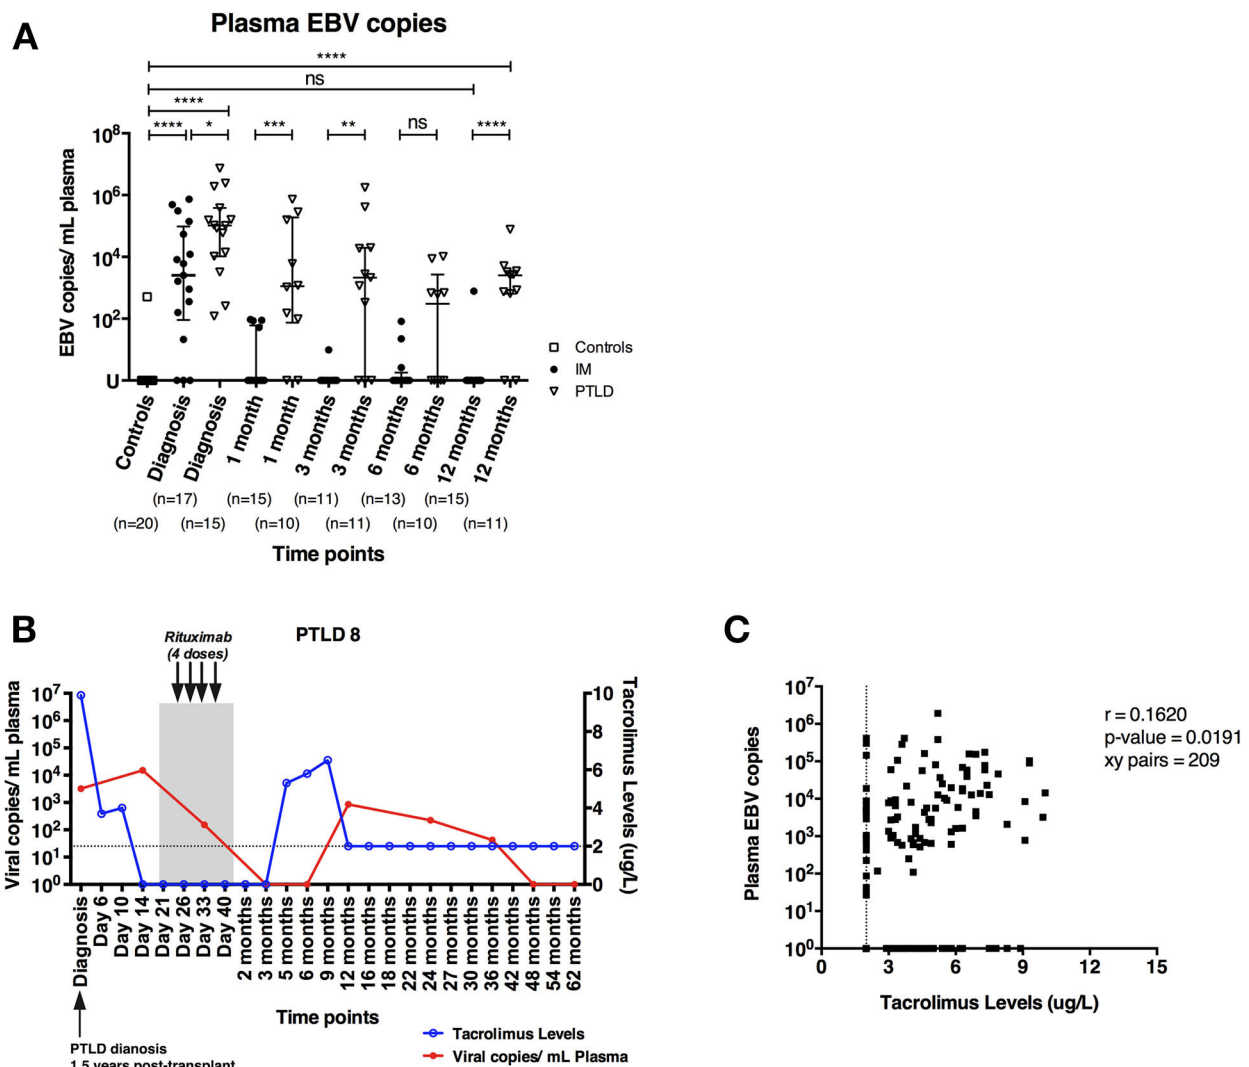 A
Plasma EBV copies
****
ns
****
**** * *** ** ns ****
EBV copies/ mL plasma
10^8
10^6
10^4
10^2
U
Controls
IM
PTLD
Controls Diagnosis Diagnosis 1 month 1 month 3 months 3 months 6 months 6 months 12 months 12 months
(n=17) (n=15) (n=11) (n=13) (n=15)
(n=20) (n=15) (n=10) (n=11) (n=10) (n=11)
Time points
B
PTLD 8
Rituximab
(4 doses)
Viral copies/ mL plasma
10^7
10^6
10^5
10^4
10^3
10^2
10^1
10^0
10
8
6
4
2
0
Tacrolimus Levels (ug/L)
Diagnosis Day 6 Day 10 Day 14 Day 21 Day 26 Day 33 Day 40 2 months 3 months 5 months 6 months 9 months 12 months 16 months 18 months 22 months 24 months 27 months 30 months 36 months 42 months 48 months 54 months 62 months
Time points
Tacrolimus Levels
Viral copies/ mL Plasma
PTLD dianosis
1.5 years post-transplant
C
Plasma EBV copies
10^7
10^6
10^5
10^4
10^3
10^2
10^1
10^0
0 3 6 9 12 15
Tacrolimus Levels (ug/L)
r = 0.1620
p-value = 0.0191
xy pairs = 209